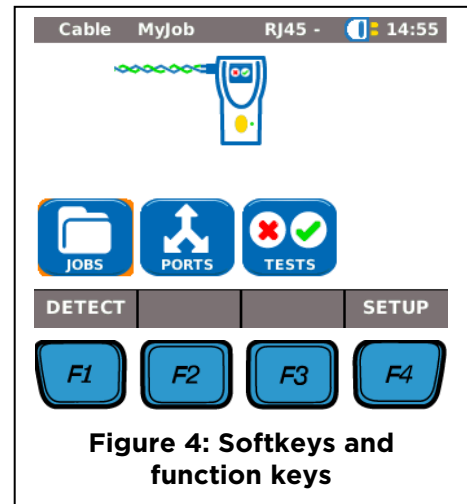 Cable MyJob RJ45 - 14:55
JOBS PORTS TESTS
DETECT SETUP
F1 F2 F3 F4
Figure 4: Softkeys and
function keys